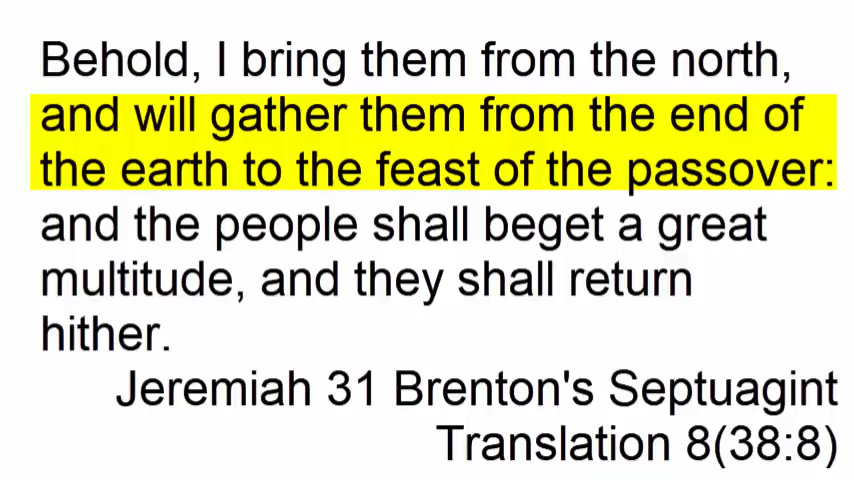 Behold, I bring them from the north,
and will gather them from the end of
the earth to the feast of the passover:
and the people shall beget a great
multitude, and they shall return
hither.
Jeremiah 31 Brenton's Septuagint
Translation 8(38:8)